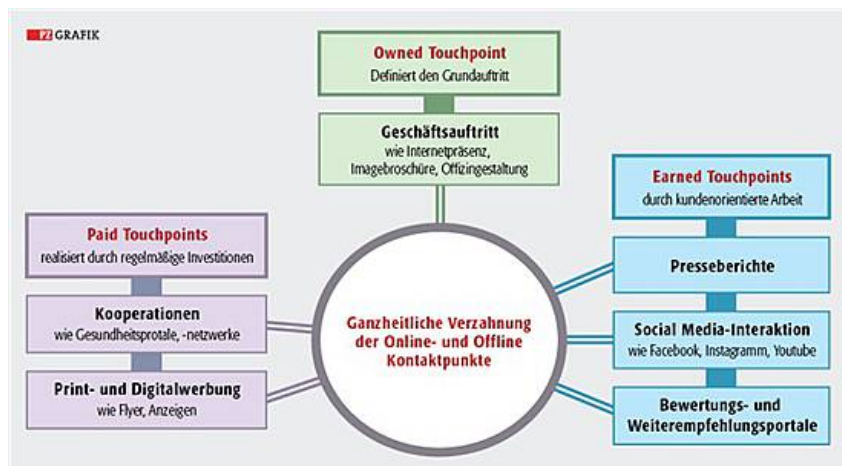 PZ GRAFIK
Owned Touchpoint
Definiert den Grundauftritt
Geschäftsauftritt
wie Internetpräsenz,
Imagebroschüre, Offizingestaltung
Paid Touchpoints
realisiert durch regelmäßige Investitionen
Kooperationen
wie Gesundheitsprotale, -netzwerke
Print- und Digitalwerbung
wie Flyer, Anzeigen
Ganzheitliche Verzahnung
der Online- und Offline
Kontaktpunkte
Earned Touchpoints
durch kundenorientierte Arbeit
Presseberichte
Social Media-Interaktion
wie Facebook, Instagramm, Youtube
Bewertungs- und
Weiterempfehlungsportale